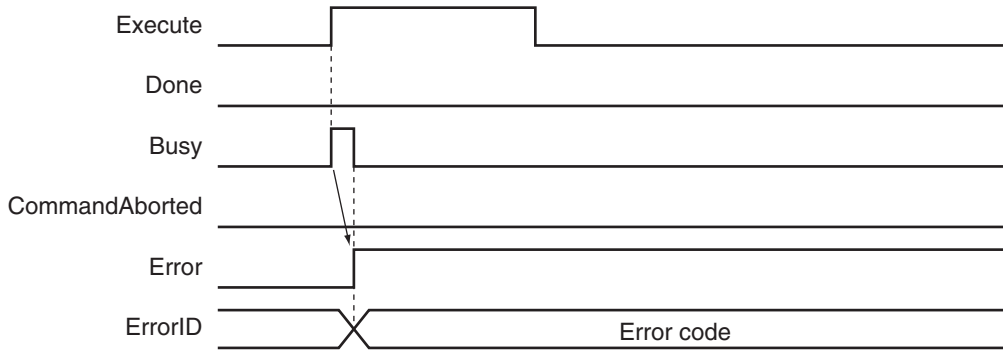 Execute
Done
Busy
CommandAborted
Error
ErrorID
Error code